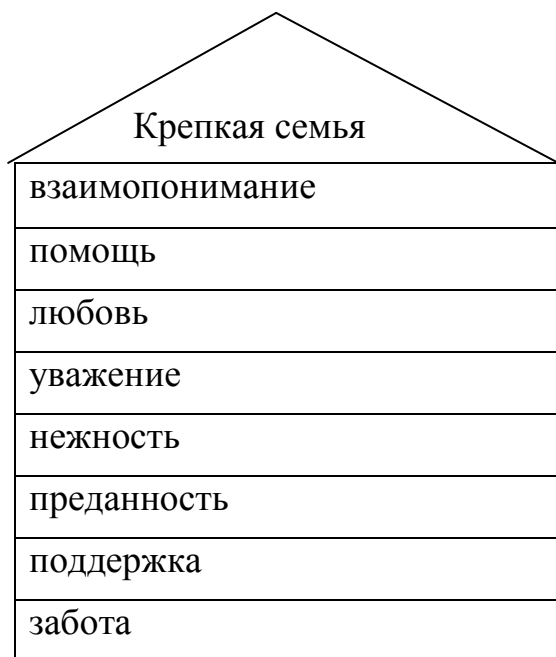 Крепкая семья
взаимопонимание
помощь
любовь
уважение
нежность
преданность
поддержка
забота